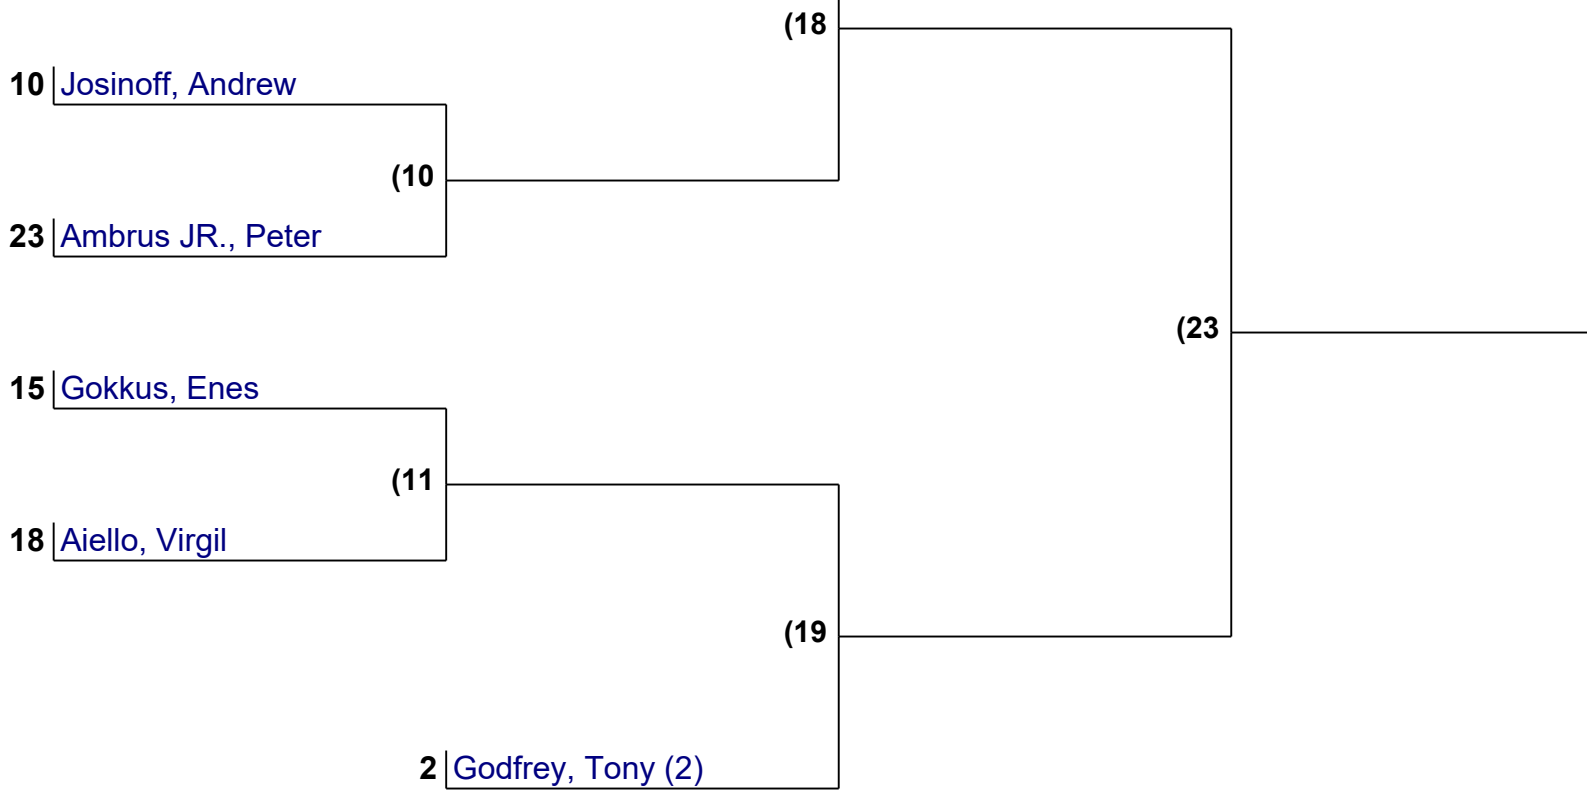 (18
10 Josinoff, Andrew
(10
23 Ambrus JR., Peter
(23
15 Gokkus, Enes
(11
18 Aiello, Virgil
(19
2 Godfrey, Tony (2)